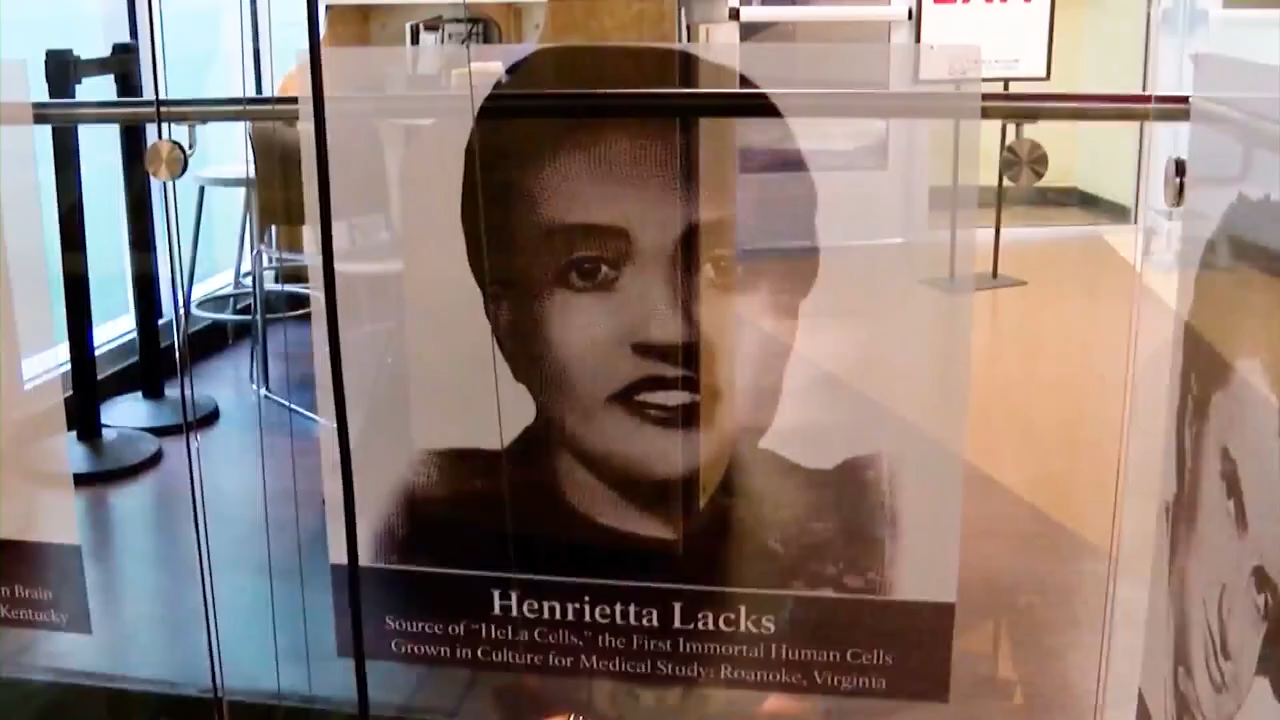 n Brain
Kentucky
Henrietta Lacks
Source of “HeLa Cells,” the First Immortal Human Cells
Grown in Culture for Medical Study; Roanoke, Virginia